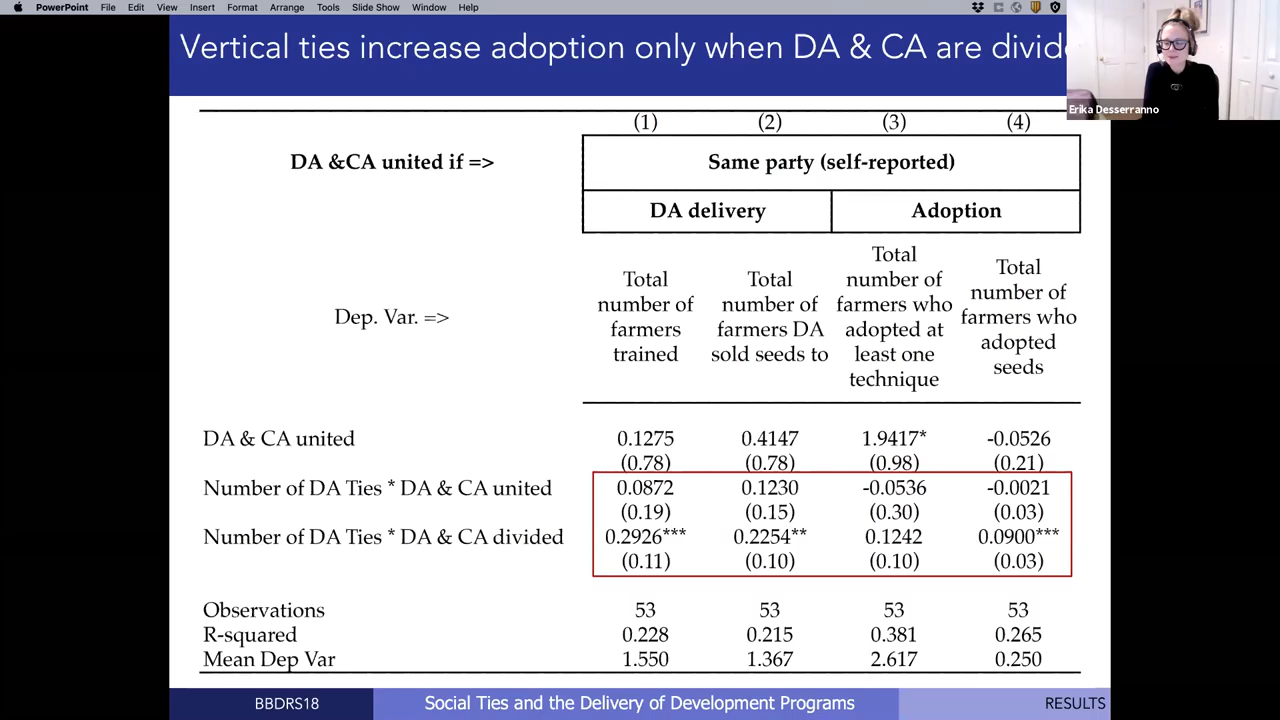 PowerPoint File Edit View Insert Format Arrange Tools Slide Show Window Help
Vertical ties increase adoption only when DA & CA are
Erika Desserranno
(1) (2) (3) (4)
DA &CA united if => Same party (self-reported)
DA delivery Adoption
Dep. Var. =>
Total number of farmers trained
Total number of farmers DA sold seeds to
Total number of farmers who adopted at least one technique
Total number of farmers who adopted seeds
DA & CA united 0.1275 0.4147 1.9417* -0.0526
(0.78) (0.78) (0.98) (0.21)
Number of DA Ties * DA & CA united 0.0872 0.1230 -0.0536 -0.0021
(0.19) (0.15) (0.30) (0.03)
Number of DA Ties * DA & CA divided 0.2926*** 0.2254** 0.1242 0.0900***
(0.11) (0.10) (0.10) (0.03)
Observations 53 53 53 53
R-squared 0.228 0.215 0.381 0.265
Mean Dep Var 1.550 1.367 2.617 0.250
BBDRS18 Social Ties and the Delivery of Development Programs RESULTS